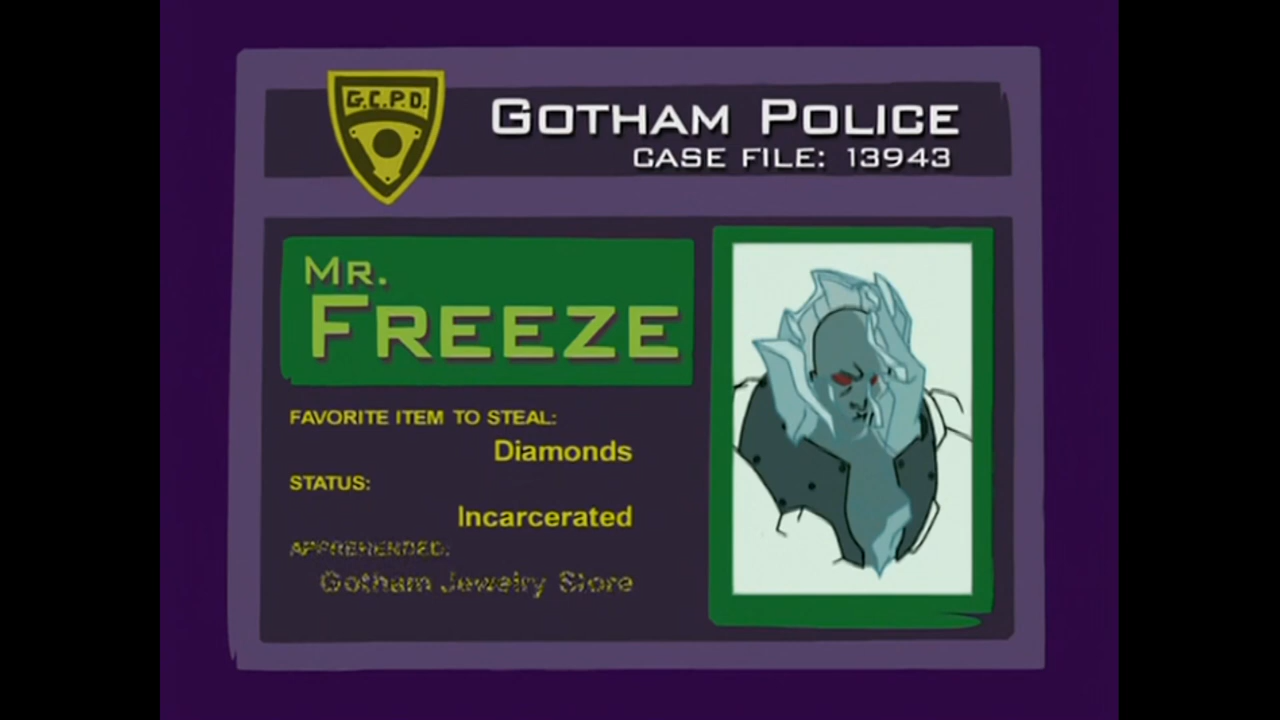 G.C.P.D.
GOTHAM POLICE
CASE FILE: 13943
MR.
FREEZE
FAVORITE ITEM TO STEAL:
Diamonds
STATUS:
Incarcerated
APPREHENDED:
Gotham Jewelry Store